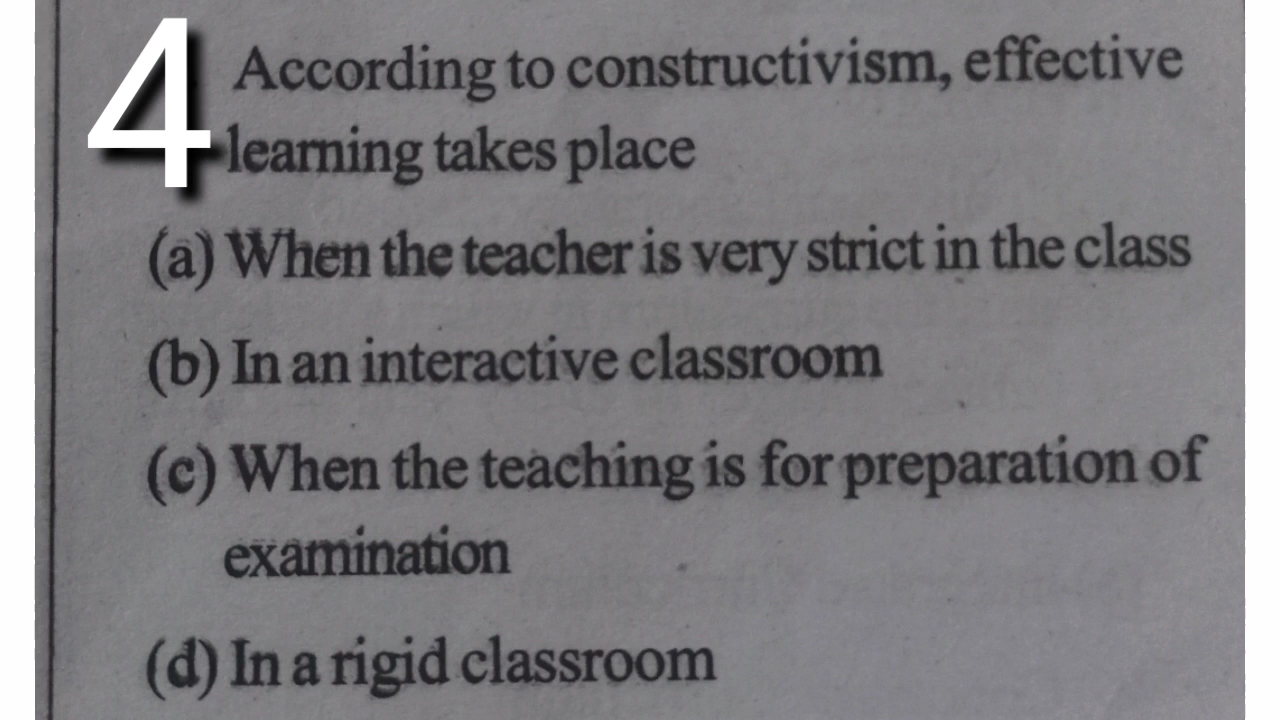 4 According to constructivism, effective
learning takes place
(a) When the teacher is very strict in the class
(b) In an interactive classroom
(c) When the teaching is for preparation of
examination
(d) In a rigid classroom